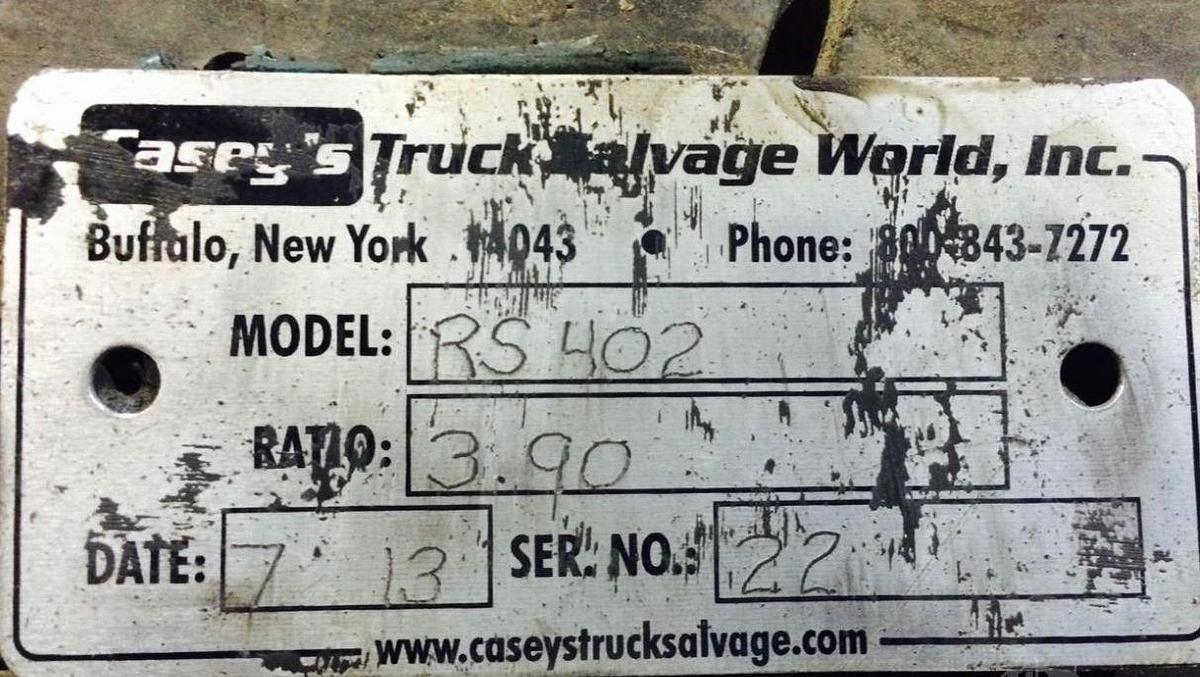 Casey's Truck Salvage World, Inc.
Buffalo, New York 14043 • Phone: 800-843-7272
MODEL: RS 402
RATIO: 3.90
DATE: 7 13 SER. NO.: 22
www.caseystrucksalvage.com